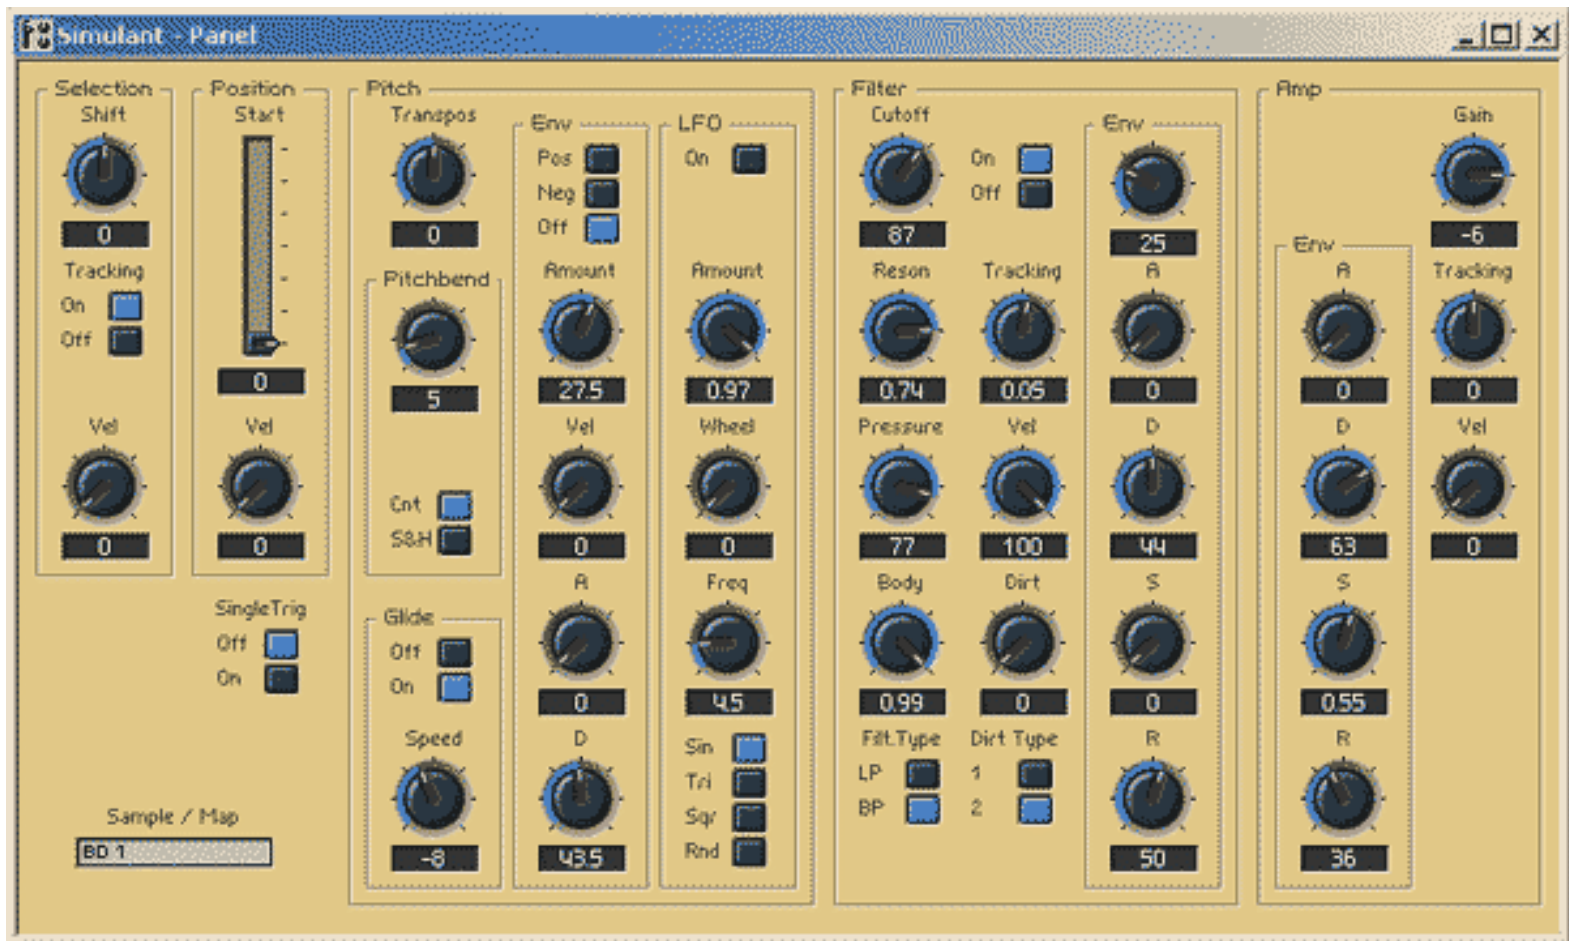 Simulant - Panel
Selection
Shift
0
Tracking
On
Off
Vel
0
Position
Start
0
Vel
0
SingleTrig
Off
On
Sample / Map
BD 1
Pitch
Transpos
0
Pitchbend
5
Cnt
S&H
Glide
Off
On
Speed
-8
Env
Pos
Neg
Off
Amount
27.5
Vel
0
A
0
D
43.5
LFO
On
Amount
0.97
Wheel
0
Freq
4.5
Sin
Tri
Sqr
Rnd
Filter
Cutoff
87
On
Off
Reson
0.74
Tracking
0.05
Pressure
77
Vel
100
Body
0.99
Dirt
0
Filt.Type
LP
BP
Dirt Type
1
2
Env
25
A
0
D
44
S
0
R
50
Amp
Gain
-6
Env
A
0
D
63
S
0.55
R
36
Tracking
0
Vel
0